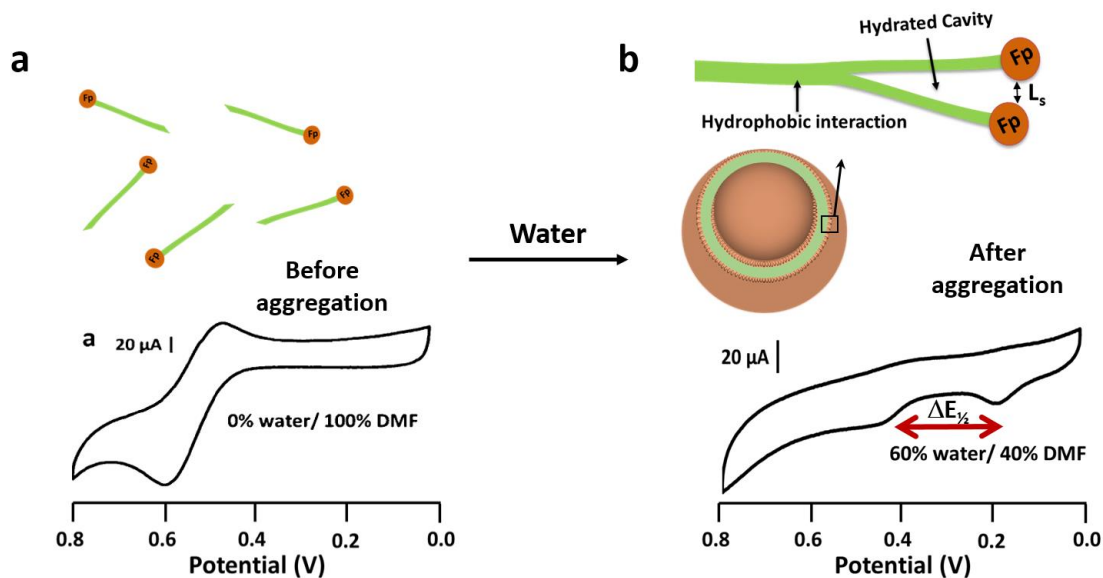 a
Fp
Fp
Fp
Fp
Fp
Before
aggregation
a
20 µA
0% water/ 100% DMF
0.8
0.6
0.4
0.2
0.0
Potential (V)
Water
b
Hydrated Cavity
Fp
Ls
Fp
Hydrophobic interaction
After
aggregation
20 µA
ΔE½
60% water/ 40% DMF
0.8
0.6
0.4
0.2
0.0
Potential (V)